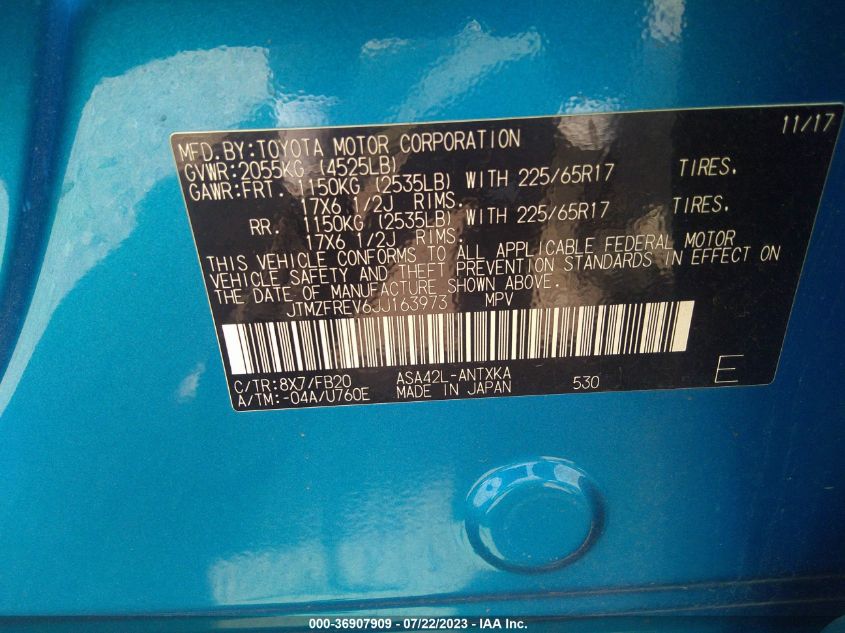 11/17
MFD.BY:TOYOTA MOTOR CORPORATION
GVWR:2055KG (4525LB)
GAWR:FRT. 1150KG (2535LB) WITH 225/65R17 TIRES.
17X6 1/2J RIMS.
RR. 1150KG (2535LB) WITH 225/65R17 TIRES.
17X6 1/2J RIMS.
THIS VEHICLE CONFORMS TO ALL APPLICABLE FEDERAL MOTOR
VEHICLE SAFETY AND THEFT PREVENTION STANDARDS IN EFFECT ON
THE DATE OF MANUFACTURE SHOWN ABOVE.
JTMZFREV6JJ163973 MPV
C/TR:8X7/FB20 ASA42L-ANTXKA 530 E
A/TM:-04A/U760E MADE IN JAPAN
000-36907909 - 07/22/2023 - IAA Inc.